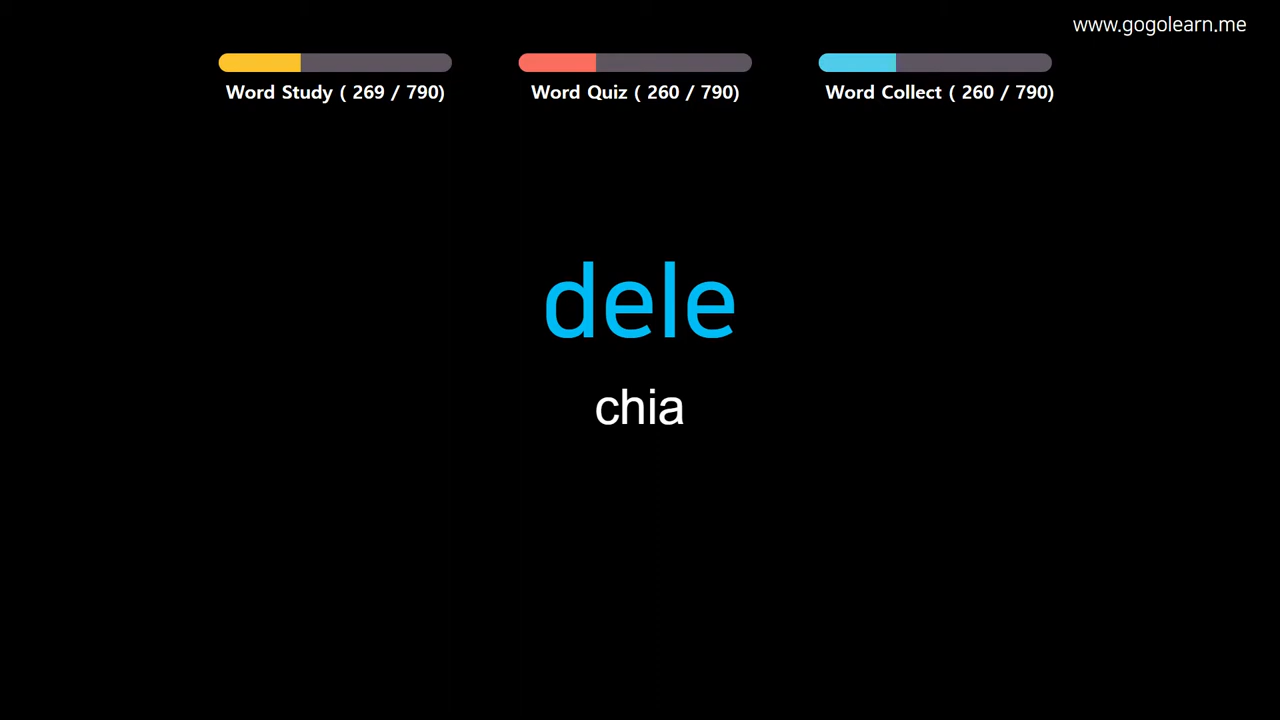 www.gogolearn.me
Word Study ( 269 / 790)
Word Quiz ( 260 / 790)
Word Collect ( 260 / 790)
dele
chia